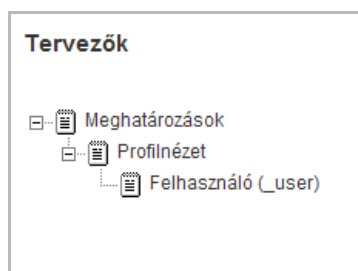 Tervezők
Meghatározások
Profilnézet
Felhasználó (_user)